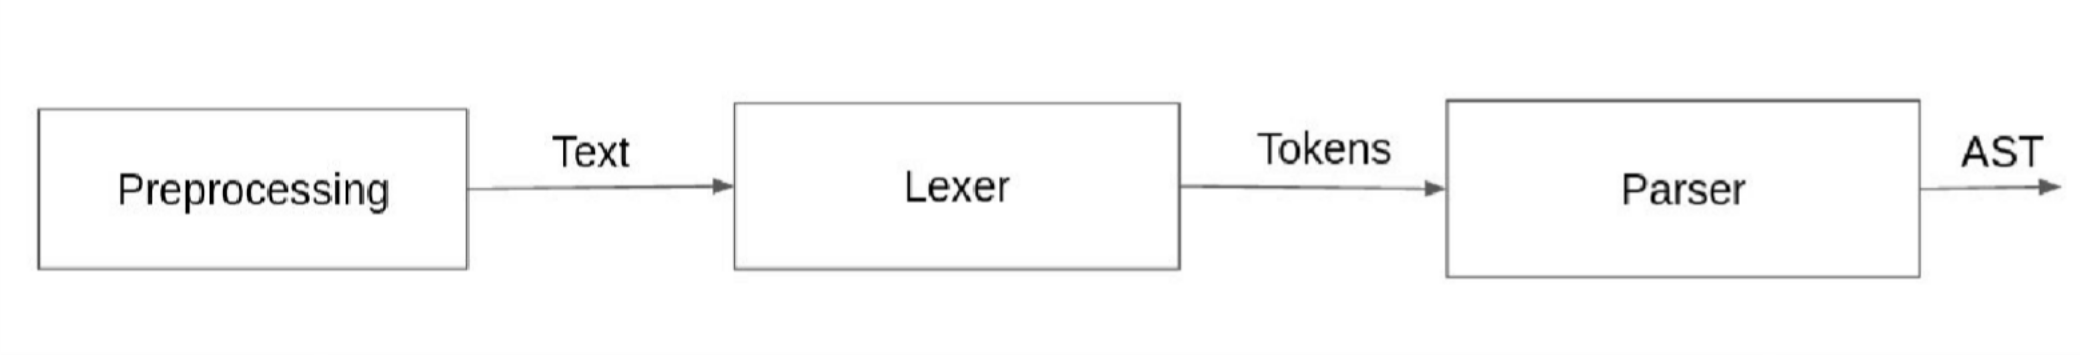 Preprocessing
Text
Lexer
Tokens
Parser
AST